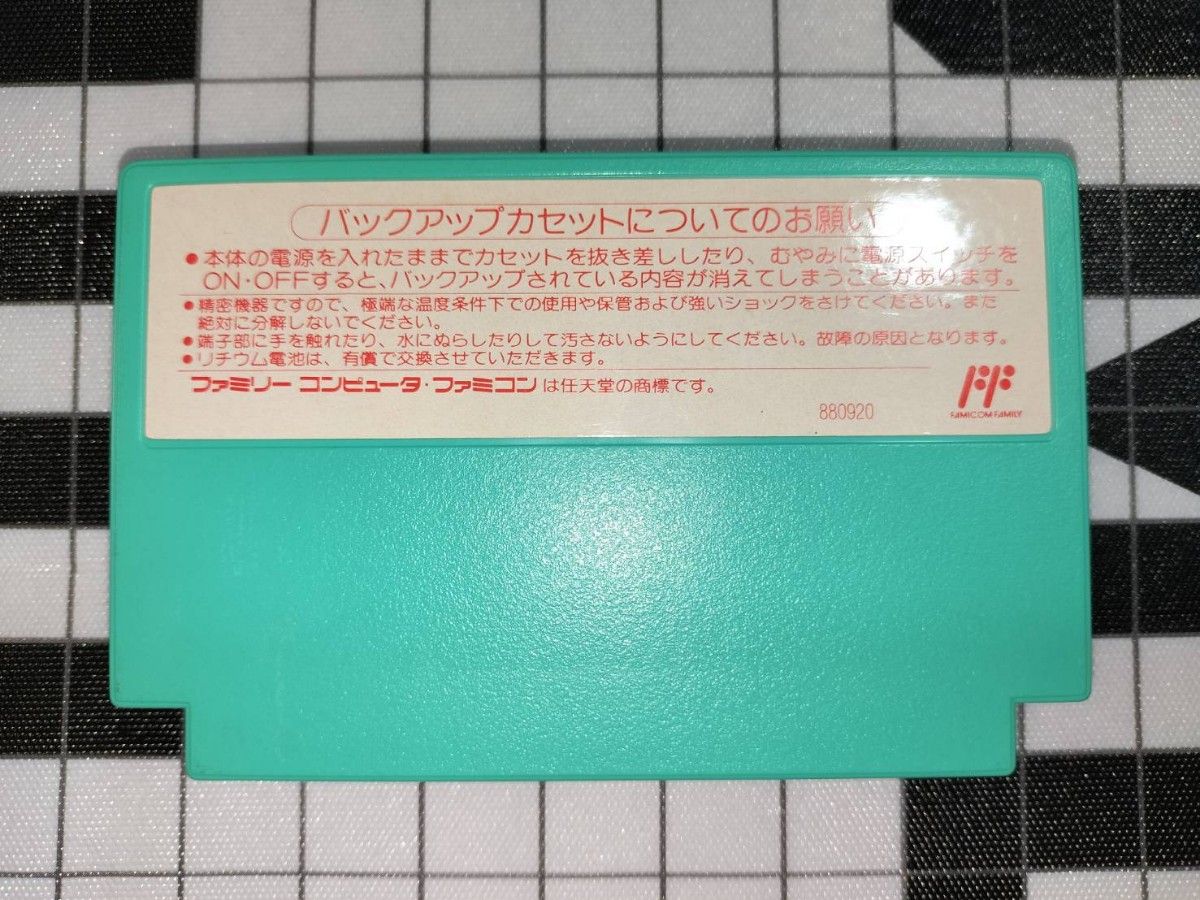 バックアップカセットについてのお願い
●本体の電源を入れたままでカセットを抜き差ししたり、むやみに電源スイッチを
ON・OFFすると、バックアップされている内容が消えてしまうことがあります。
●精密機器ですので、極端な温度条件下での使用や保管および強いショックをさけてください。また
絶対に分解しないでください。
●端子部に手を触れたり、水にぬらしたりして汚さないようにしてください。故障の原因となります。
●リチウム電池は、有償で交換させていただきます。
ファミリー コンピュータ・ファミコンは任天堂の商標です。
880920
FAMICOM FAMILY